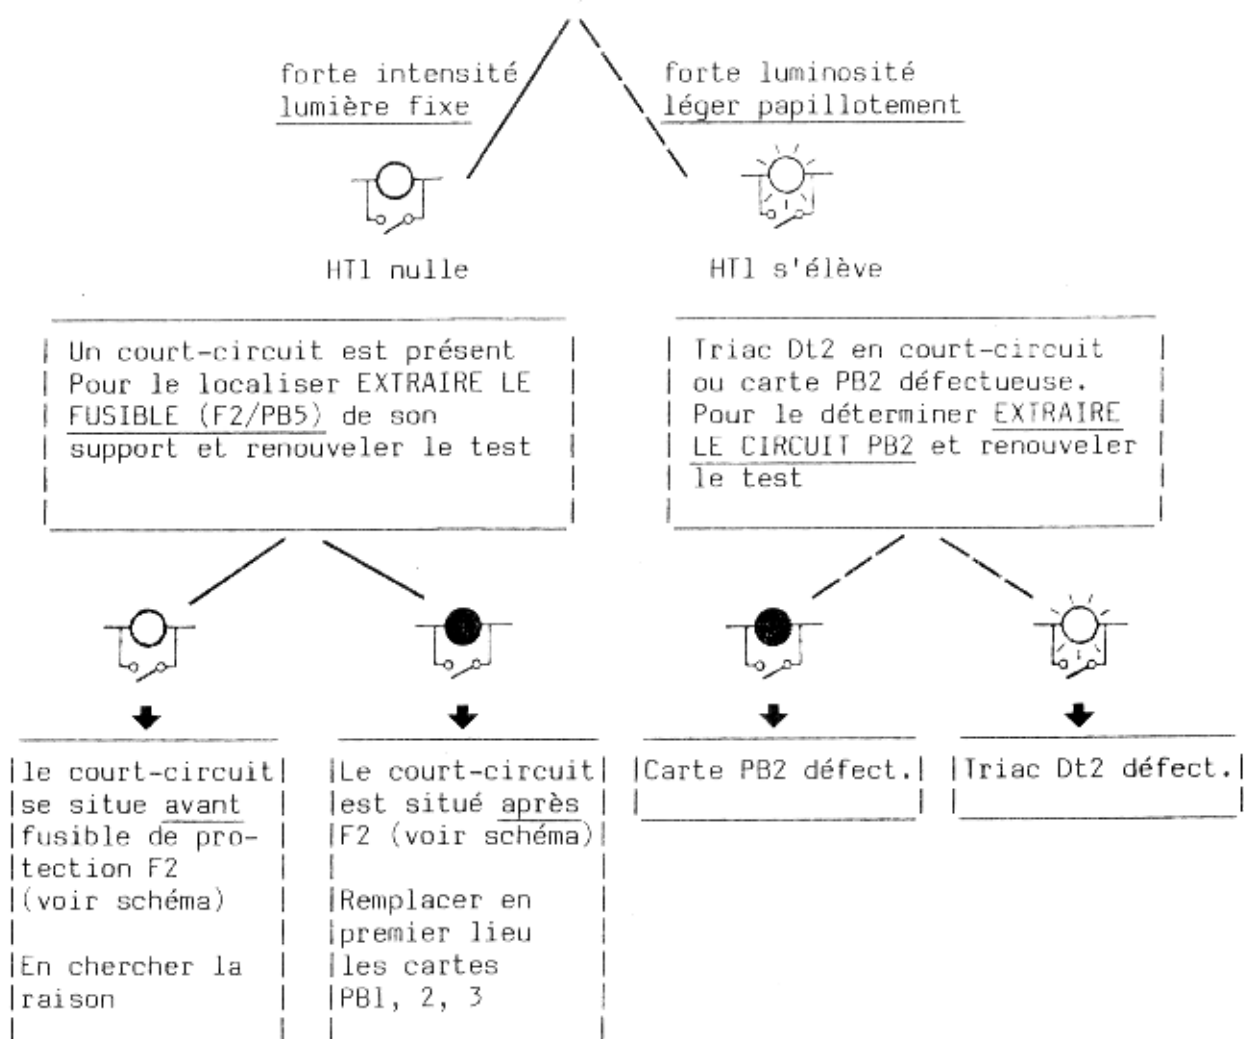 forte intensité
lumière fixe
forte luminosité
léger papillotement
HT1 nulle
HT1 s'élève
Un court-circuit est présent
Pour le localiser EXTRAIRE LE
FUSIBLE (F2/PB5) de son
support et renouveler le test
Triac Dt2 en court-circuit
ou carte PB2 défectueuse.
Pour le déterminer EXTRAIRE
LE CIRCUIT PB2 et renouveler
le test
le court-circuit
se situe avant
fusible de pro-
tection F2
(voir schéma)
En chercher la
raison
Le court-circuit
est situé après
F2 (voir schéma)
Remplacer en
premier lieu
les cartes
PB1, 2, 3
Carte PB2 défect.
Triac Dt2 défect.